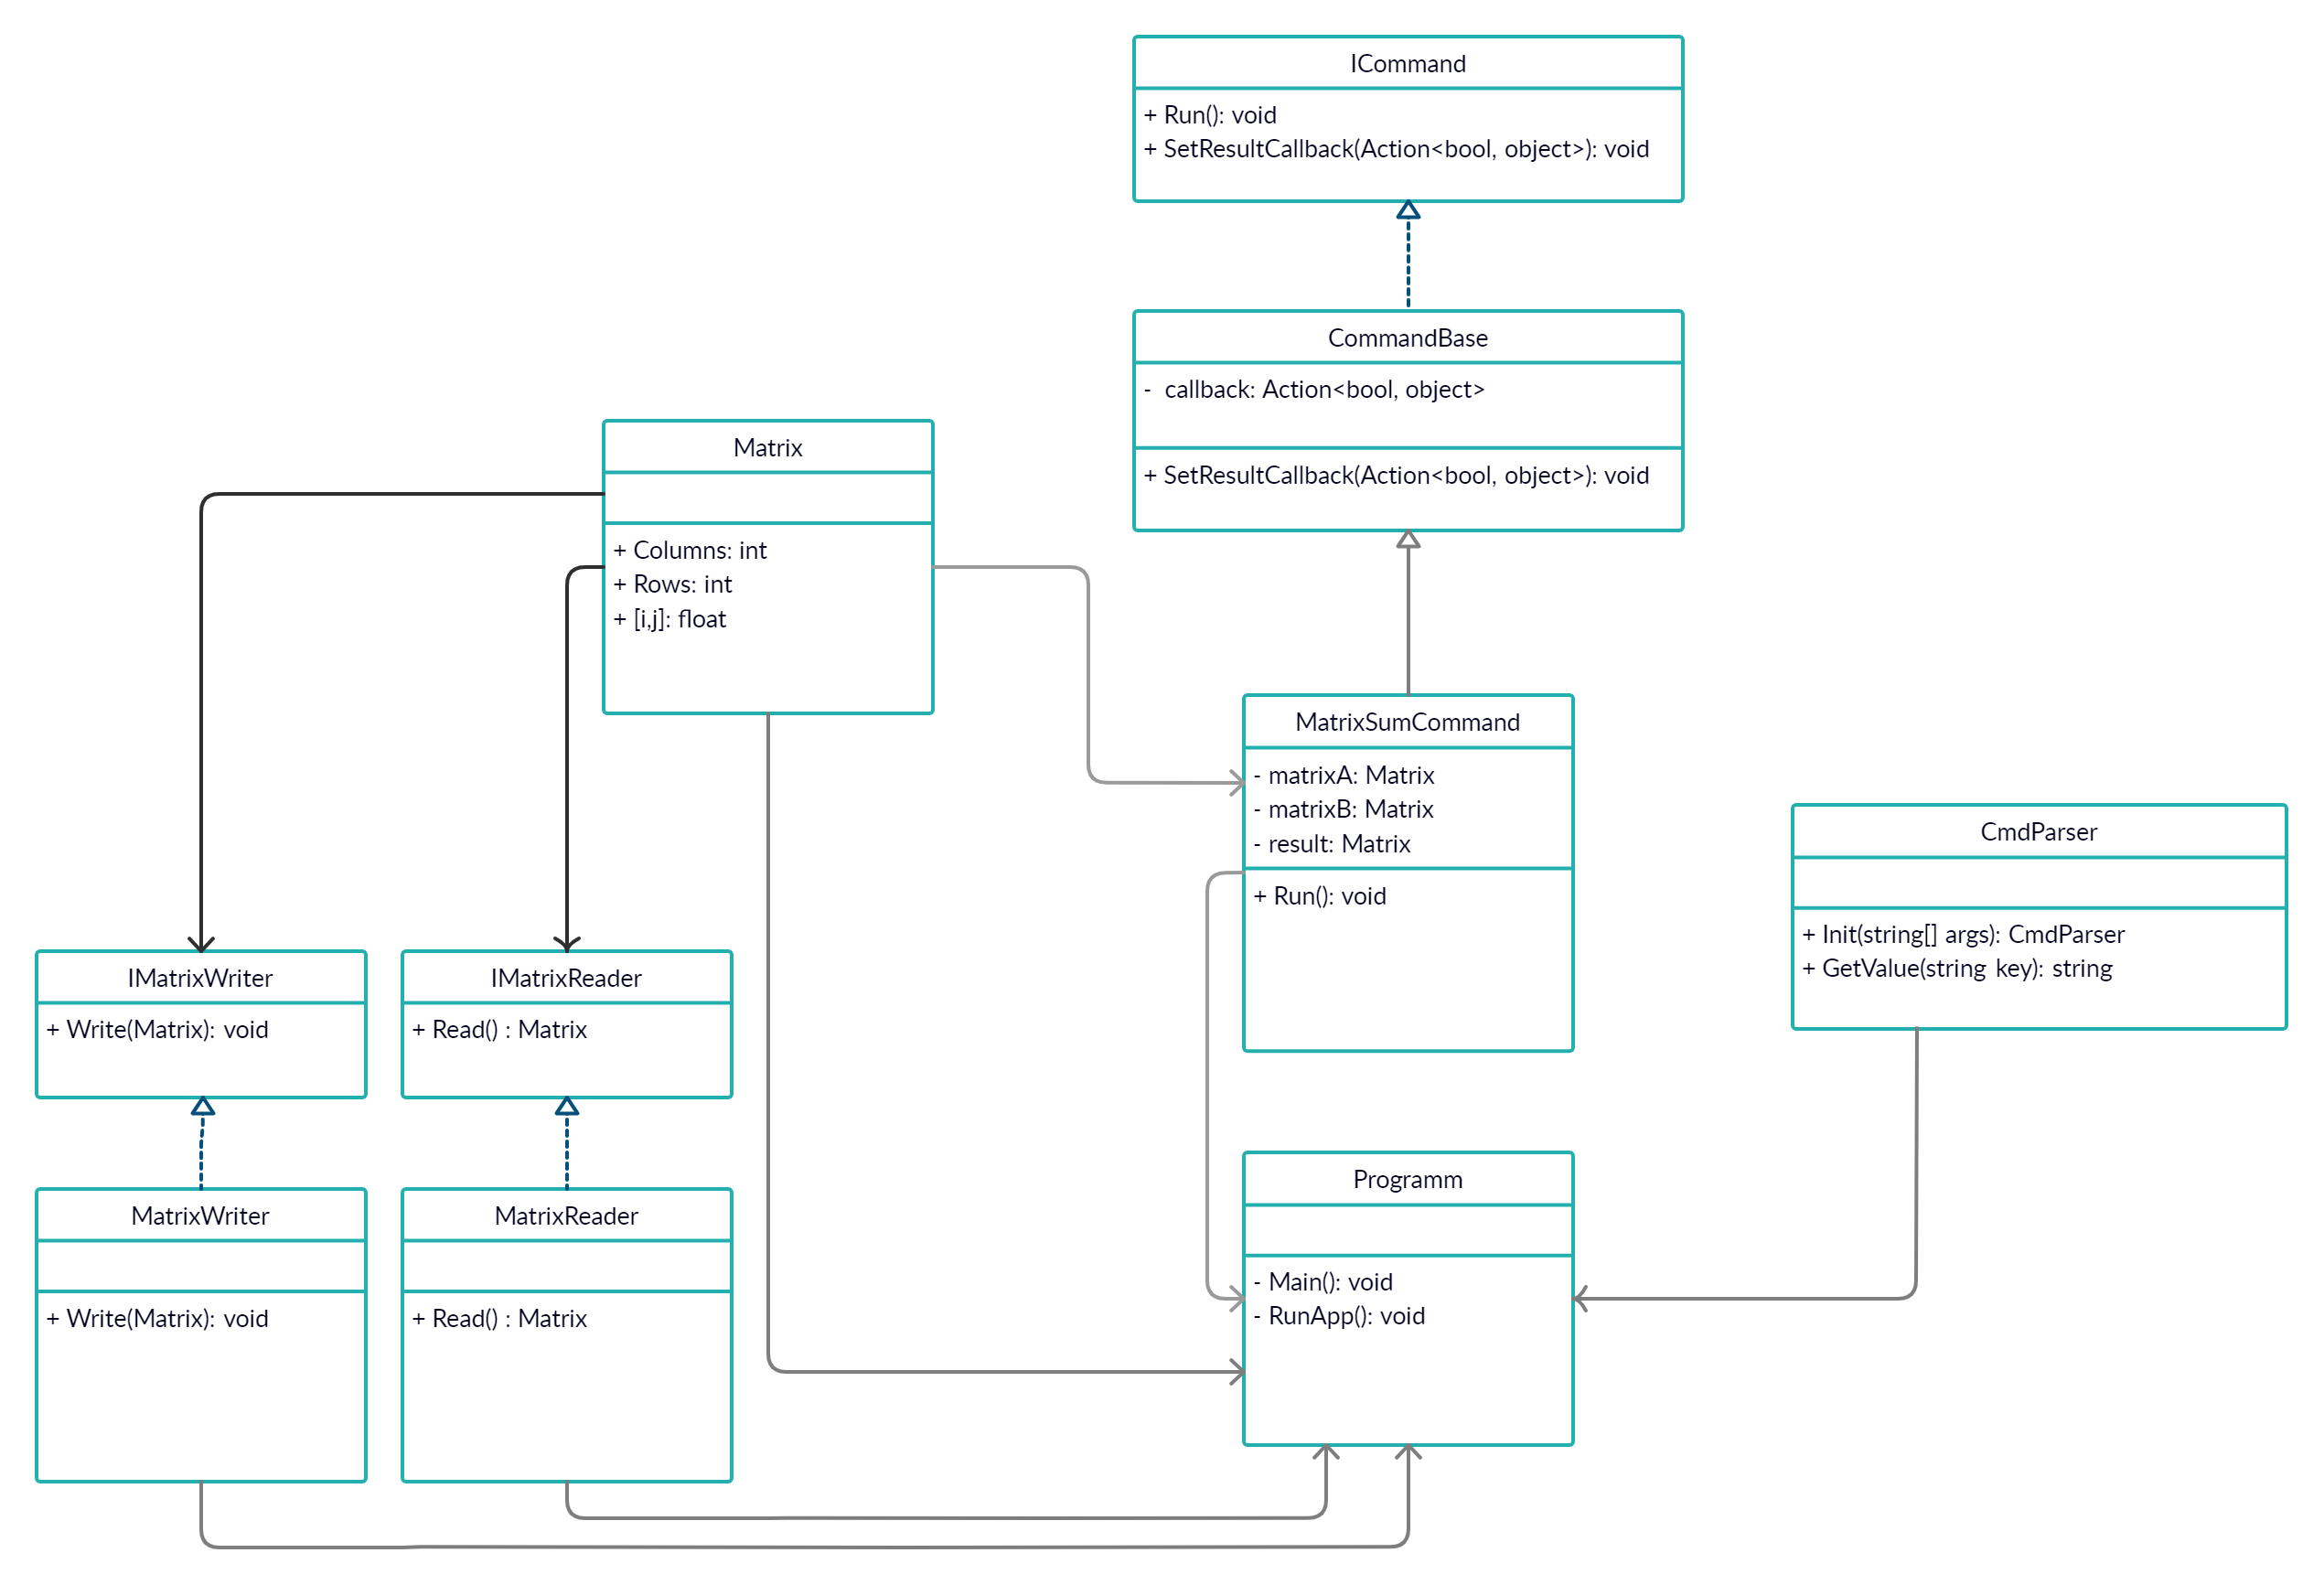 ICommand
+ Run(): void
+ SetResultCallback(Action<bool, object>): void
CommandBase
- callback: Action<bool, object>
+ SetResultCallback(Action<bool, object>): void
Matrix
+ Columns: int
+ Rows: int
+ [i,j]: float
MatrixSumCommand
- matrixA: Matrix
- matrixB: Matrix
- result: Matrix
+ Run(): void
CmdParser
+ Init(string[] args): CmdParser
+ GetValue(string key): string
IMatrixWriter
+ Write(Matrix): void
IMatrixReader
+ Read() : Matrix
MatrixWriter
+ Write(Matrix): void
MatrixReader
+ Read() : Matrix
Programm
- Main(): void
- RunApp(): void